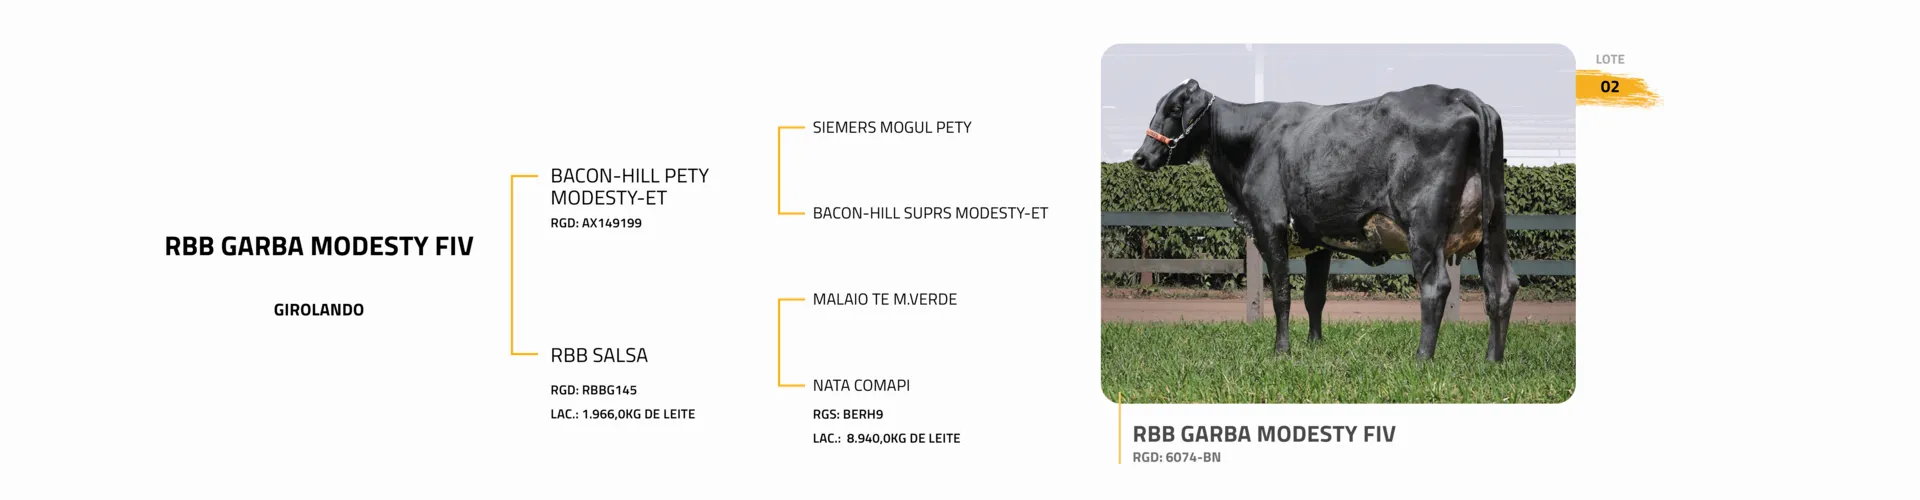 RBB GARBA MODESTY FIV
GIROLANDO
BACON-HILL PETY
MODESTY-ET
RGD: AX149199
RBB SALSA
RGD: RBBG145
LAC.: 1.966,0KG DE LEITE
SIEMERS MOGUL PETY
BACON-HILL SUPRS MODESTY-ET
MALAIO TE M.VERDE
NATA COMAPI
RGS: BERH9
LAC.: 8.940,0KG DE LEITE
LOTE
02
RBB GARBA MODESTY FIV
RGD: 6074-BN